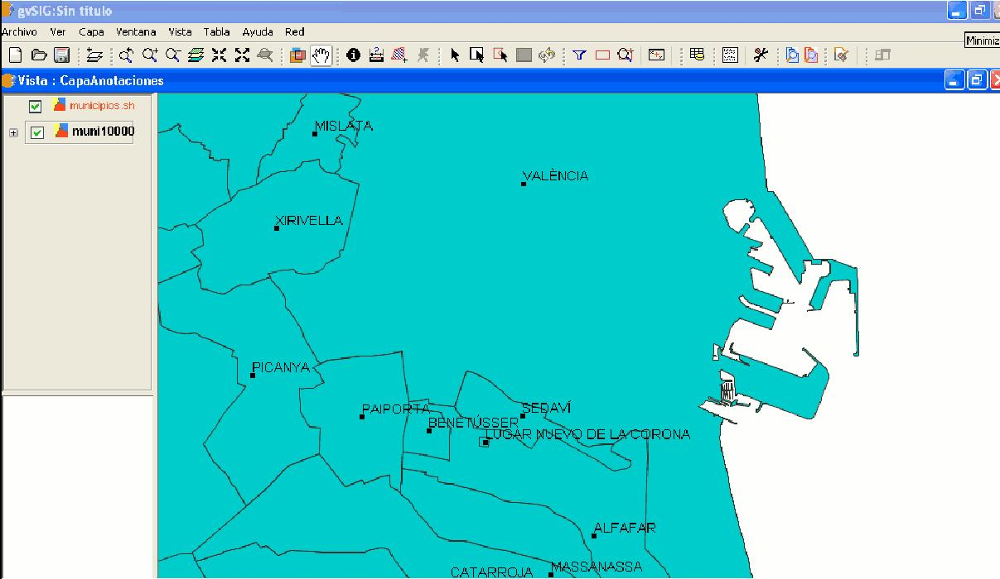 gvSIG:Sin título
Archivo Ver Capa Ventana Vista Tabla Ayuda Red
Minimiz
Vista : CapaAnotaciones
municipios.sh
muni10000
MISLATA
VALÈNCIA
XIRIVELLA
PICANYA
PAIPORTA
SEDAVÍ
BENETÚSSER
LUGAR NUEVO DE LA CORONA
ALFAFAR
MASSANASSA
CATARROJA